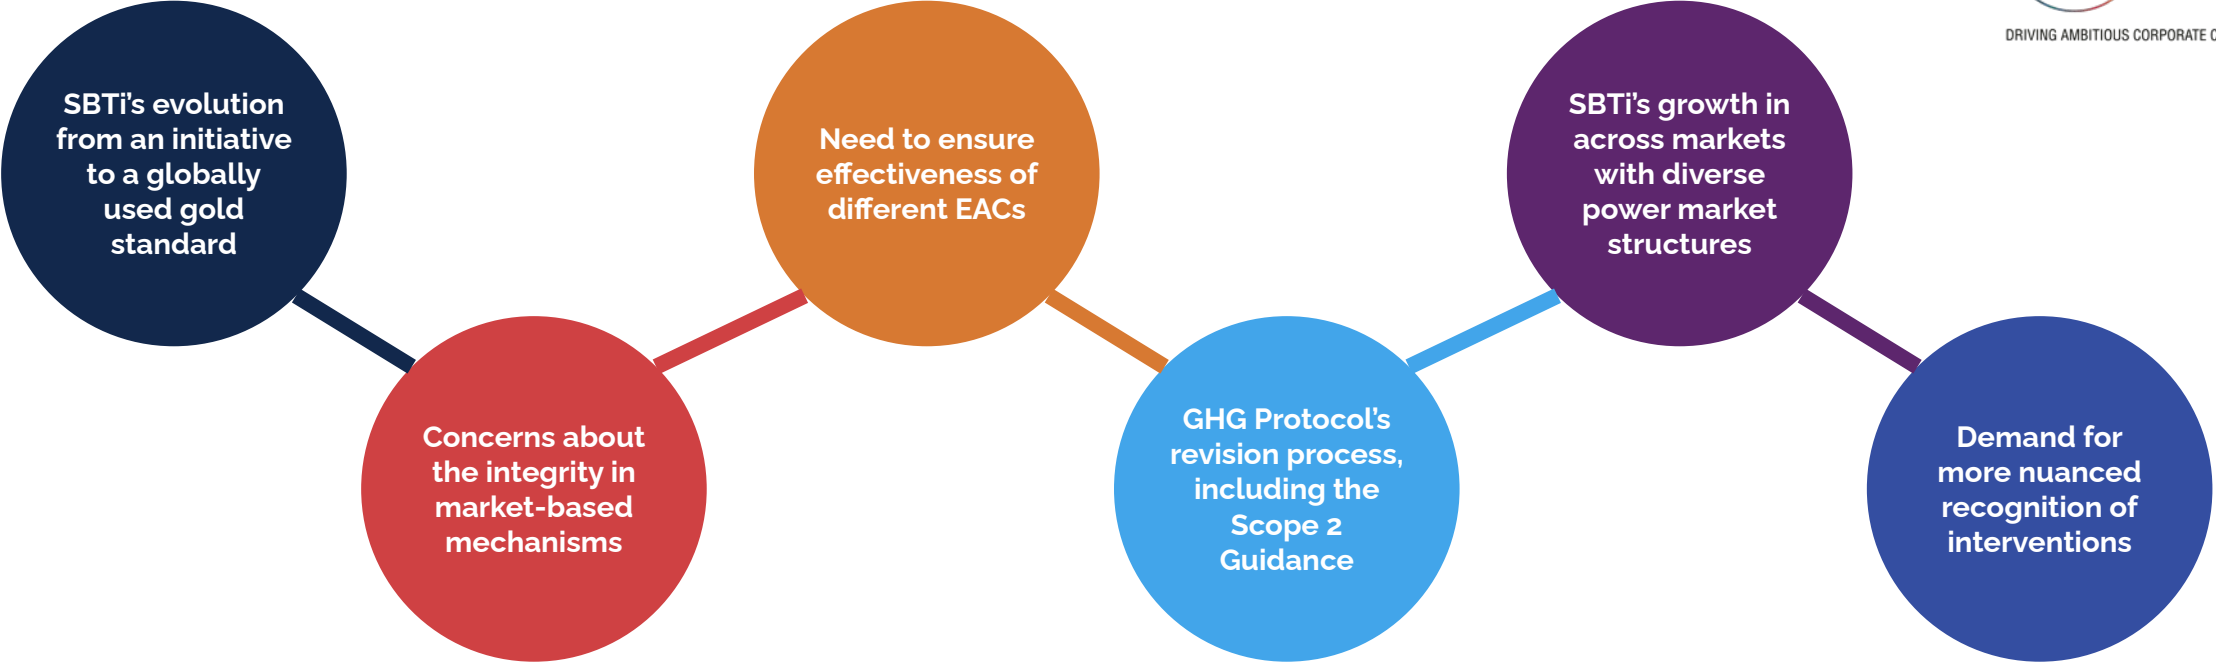 DRIVING AMBITIOUS CORPORATE
SBTi’s evolution
from an initiative
to a globally
used gold
standard
Concerns about
the integrity in
market-based
mechanisms
Need to ensure
effectiveness of
different EACs
GHG Protocol’s
revision process,
including the
Scope 2
Guidance
SBTi’s growth in
across markets
with diverse
power market
structures
Demand for
more nuanced
recognition of
interventions